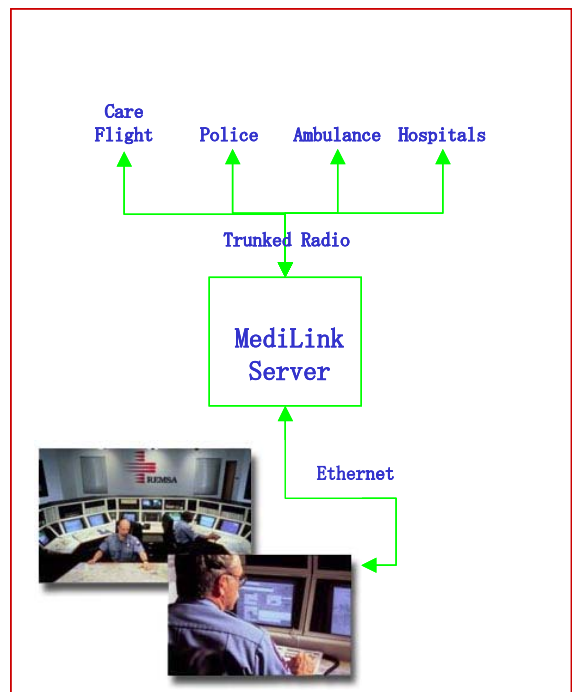 Care
Flight Police Ambulance Hospitals
Trunked Radio
MediLink
Server
Ethernet
REMSA